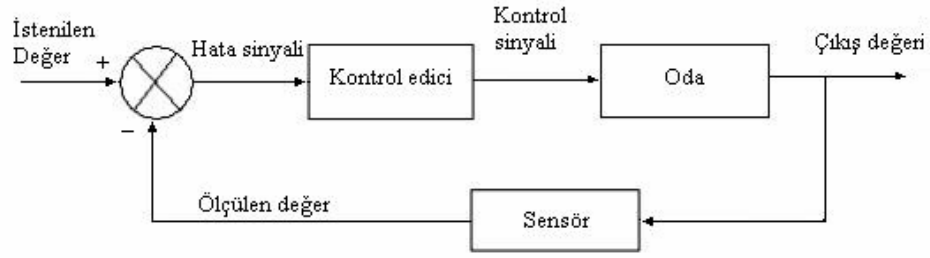 İstenilen
Değer
+
Hata sinyali
Kontrol edici
Kontrol
sinyali
Oda
Çıkış değeri
−
Ölçülen değer
Sensör